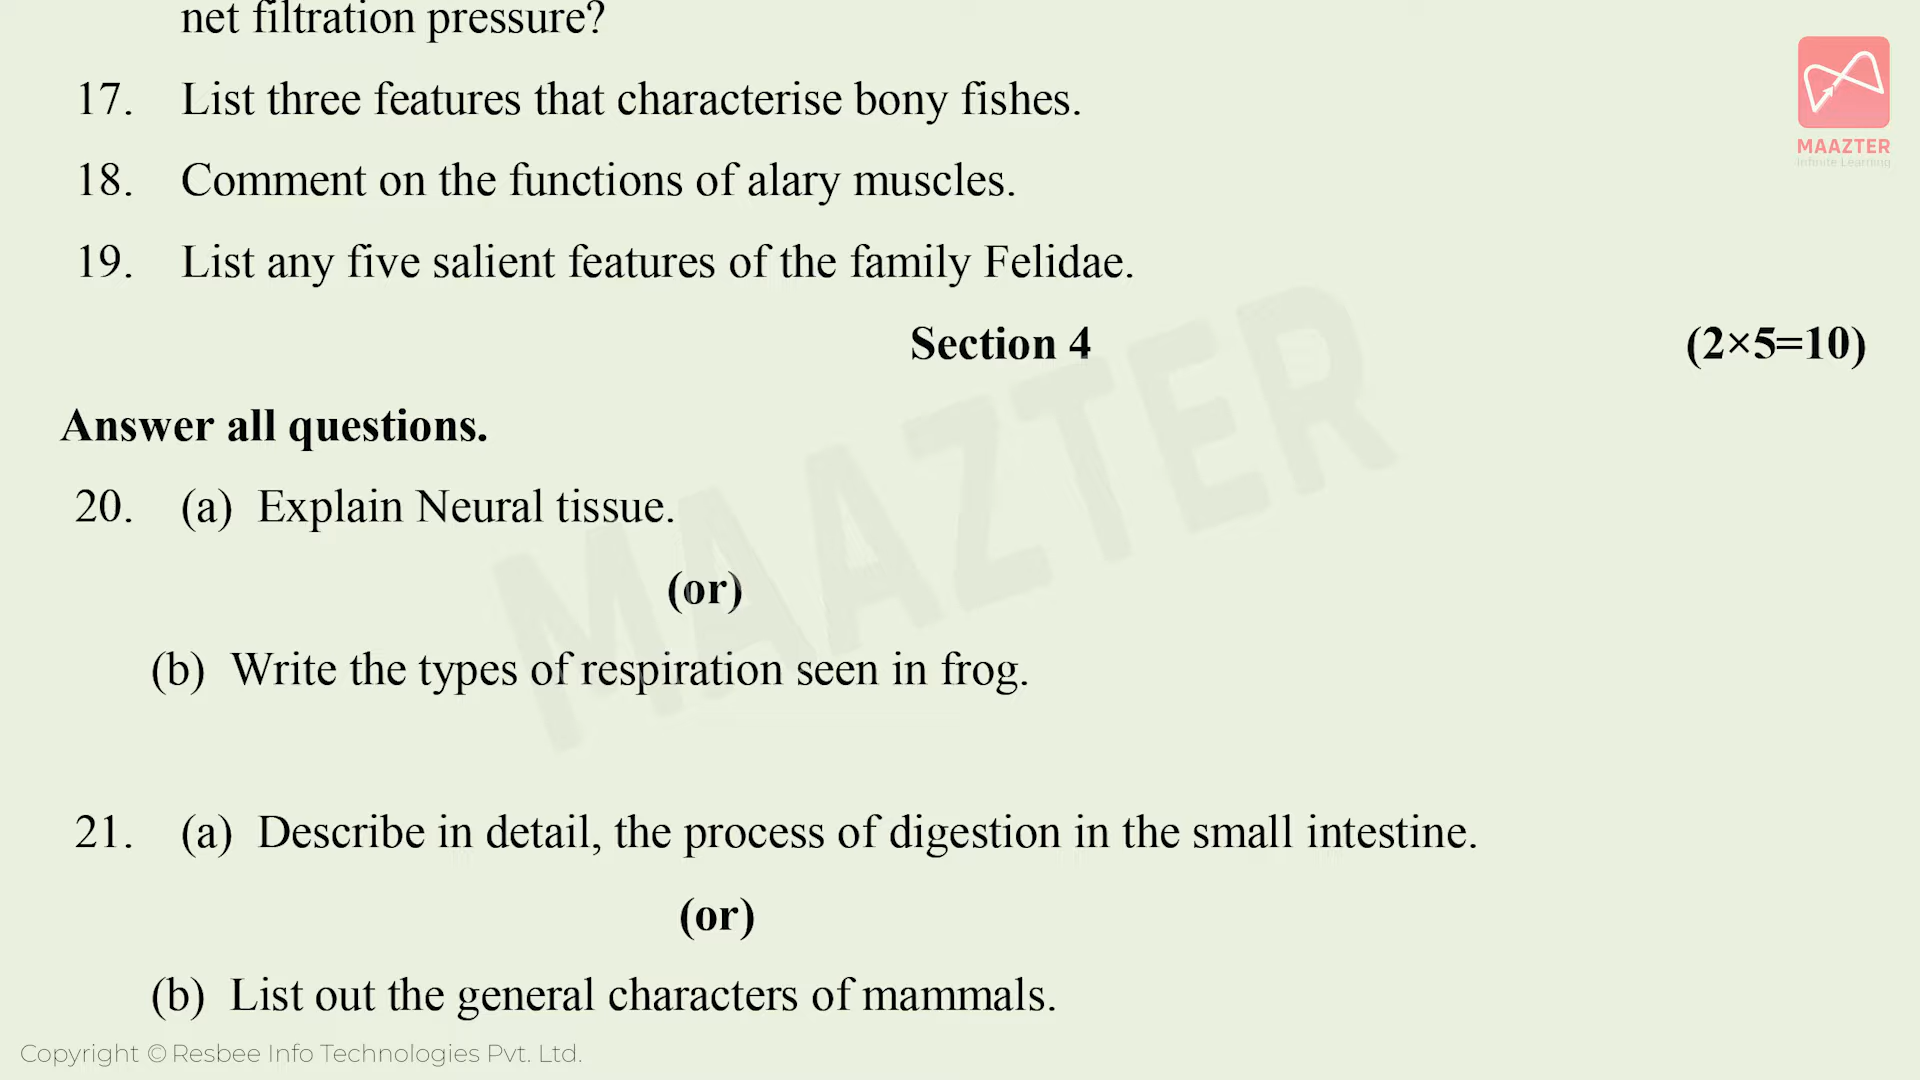 net filtration pressure?
17. List three features that characterise bony fishes.
18. Comment on the functions of alary muscles.
19. List any five salient features of the family Felidae.
Section 4 (2×5=10)
Answer all questions.
20. (a) Explain Neural tissue.
(or)
(b) Write the types of respiration seen in frog.
21. (a) Describe in detail, the process of digestion in the small intestine.
(or)
(b) List out the general characters of mammals.
MAAZTER
Infinite Learning
MAAZTER
Copyright © Resbee Info Technologies Pvt. Ltd.